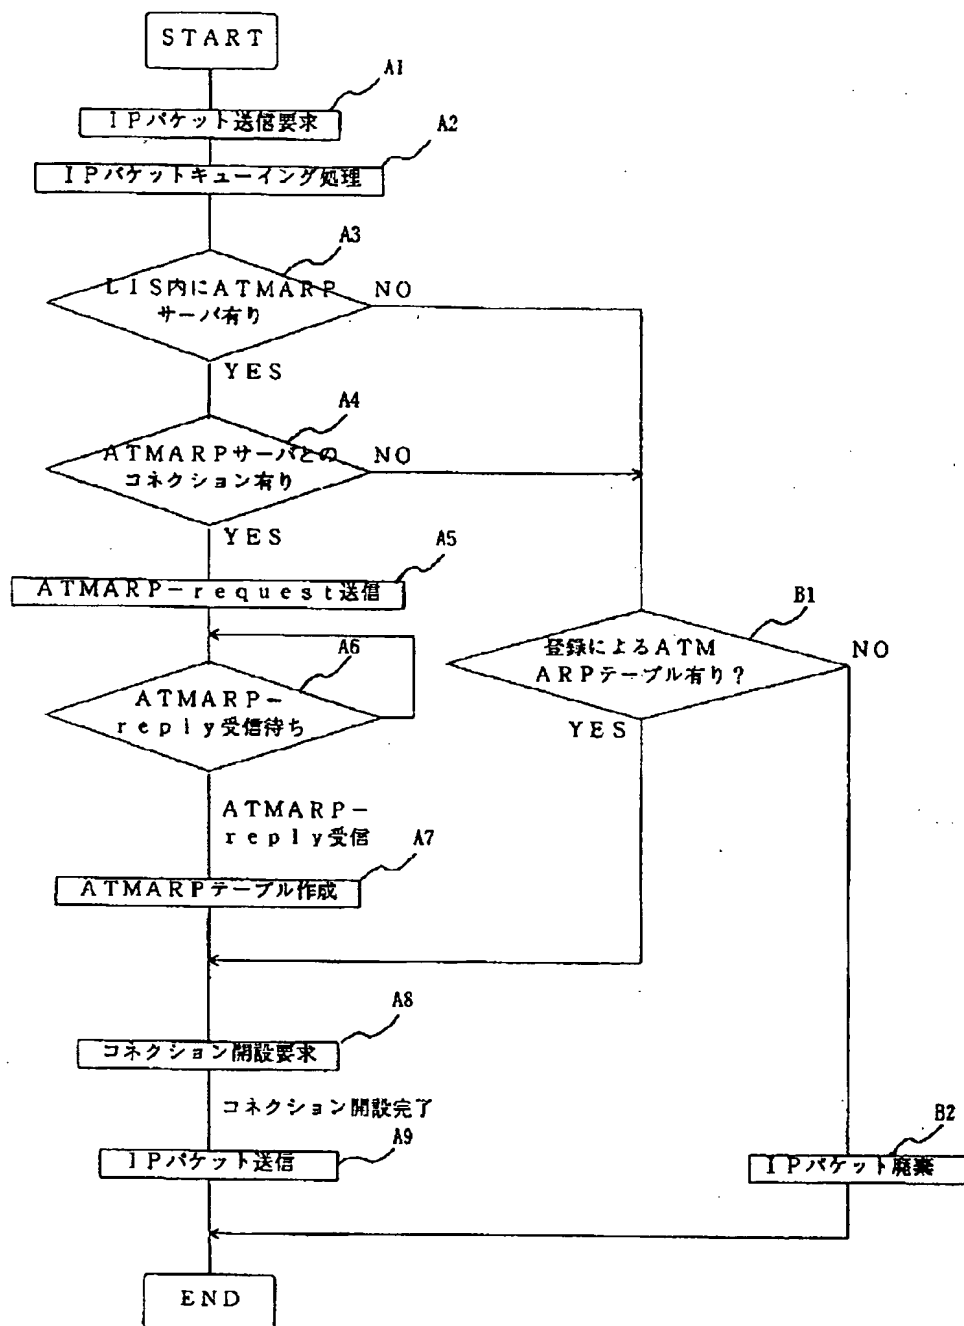 START
A1
IPパケット送信要求
A2
IPパケットキューイング処理
A3
LIS内にATMARP
サーバ有り
NO
YES
A4
ATMARPサーバとの
コネクション有り
NO
YES
A5
ATMARP-request送信
B1
登録によるATM
ARPテーブル有り?
NO
YES
A6
ATMARP-
reply受信待ち
ATMARP-
reply受信
A7
ATMARPテーブル作成
A8
コネクション開設要求
コネクション開設完了
A9
IPパケット送信
B2
IPパケット廃棄
END